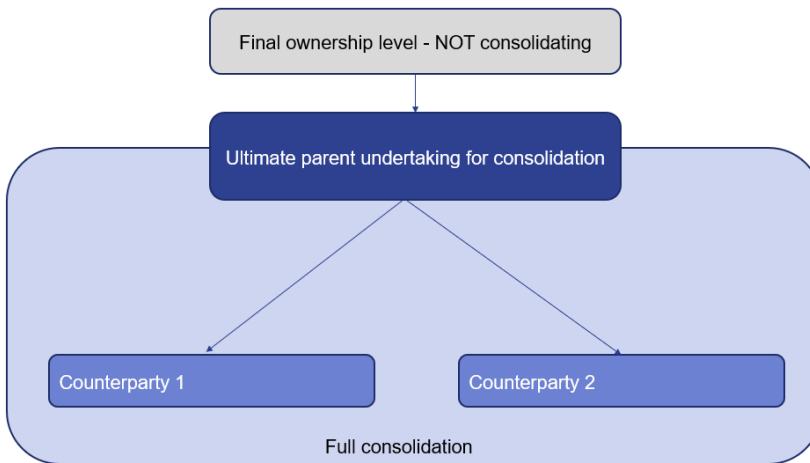 Final ownership level - NOT consolidating
Ultimate parent undertaking for consolidation
Counterparty 1
Counterparty 2
Full consolidation